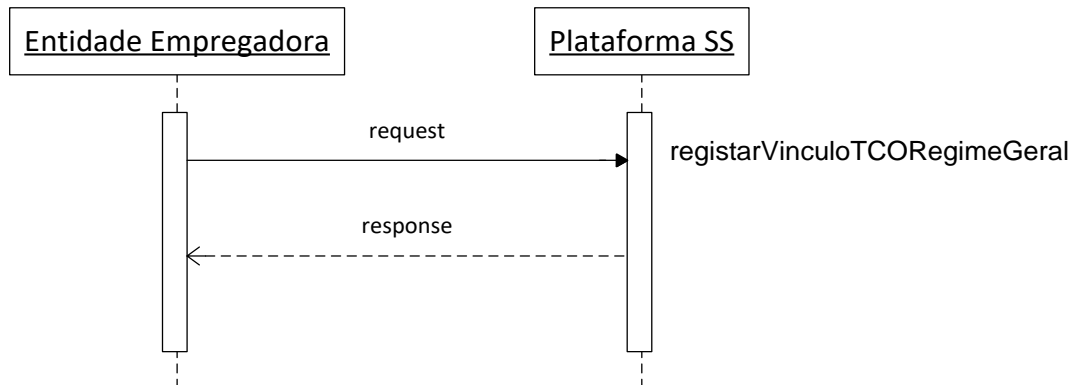 Entidade Empregadora
Plataforma SS
request
registarVinculoTCORegimeGeral
response